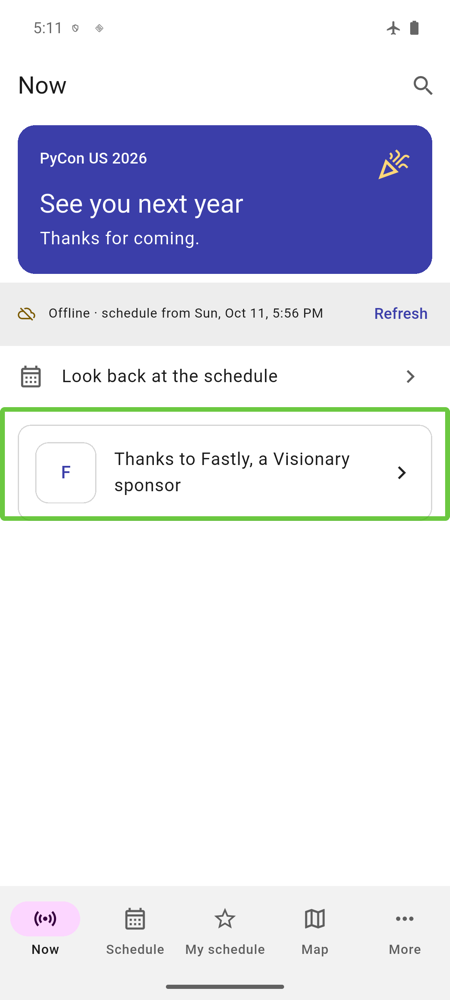 5:11
Now
PyCon US 2026
See you next year
Thanks for coming.
Offline · schedule from Sun, Oct 11, 5:56 PM
Refresh
Look back at the schedule
F
Thanks to Fastly, a Visionary
sponsor
Now
Schedule
My schedule
Map
More